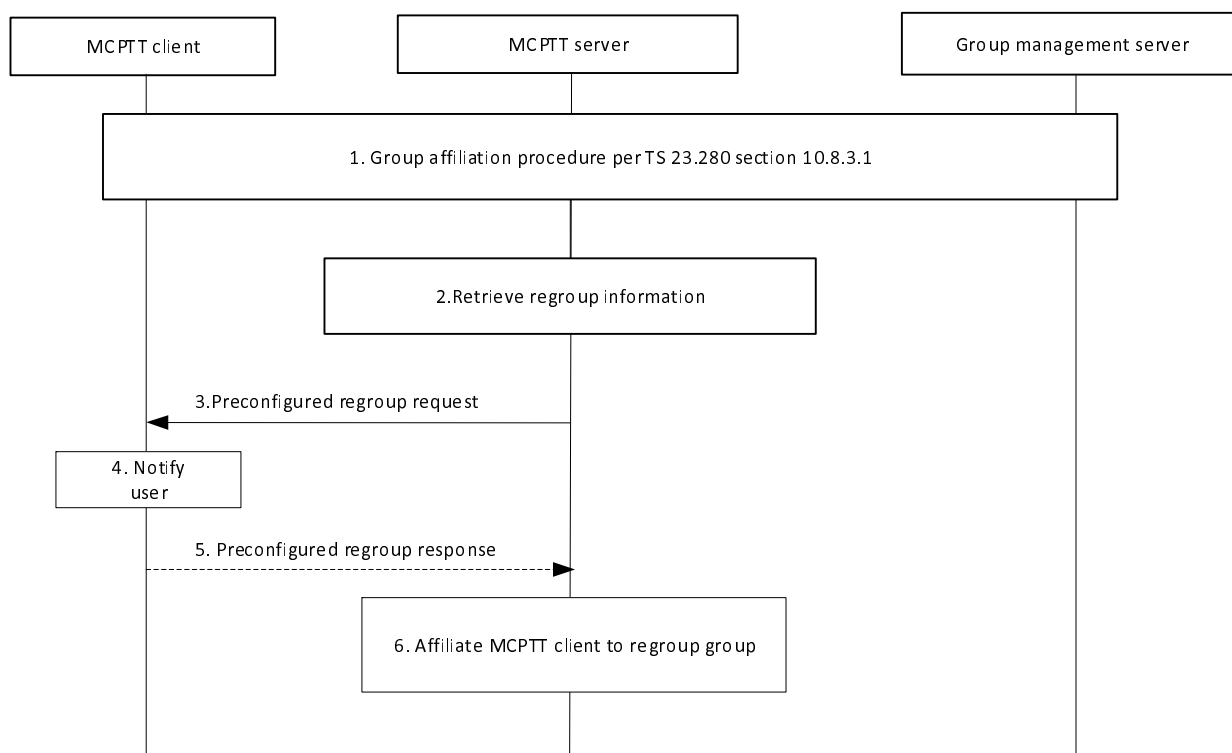 MCPTT client
MCPTT server
Group management server
1. Group affiliation procedure per TS 23.280 section 10.8.3.1
2.Retrieve regroup information
3.Preconfigured regroup request
4. Notify
user
5. Preconfigured regroup response
6. Affiliate MCPTT client to regroup group